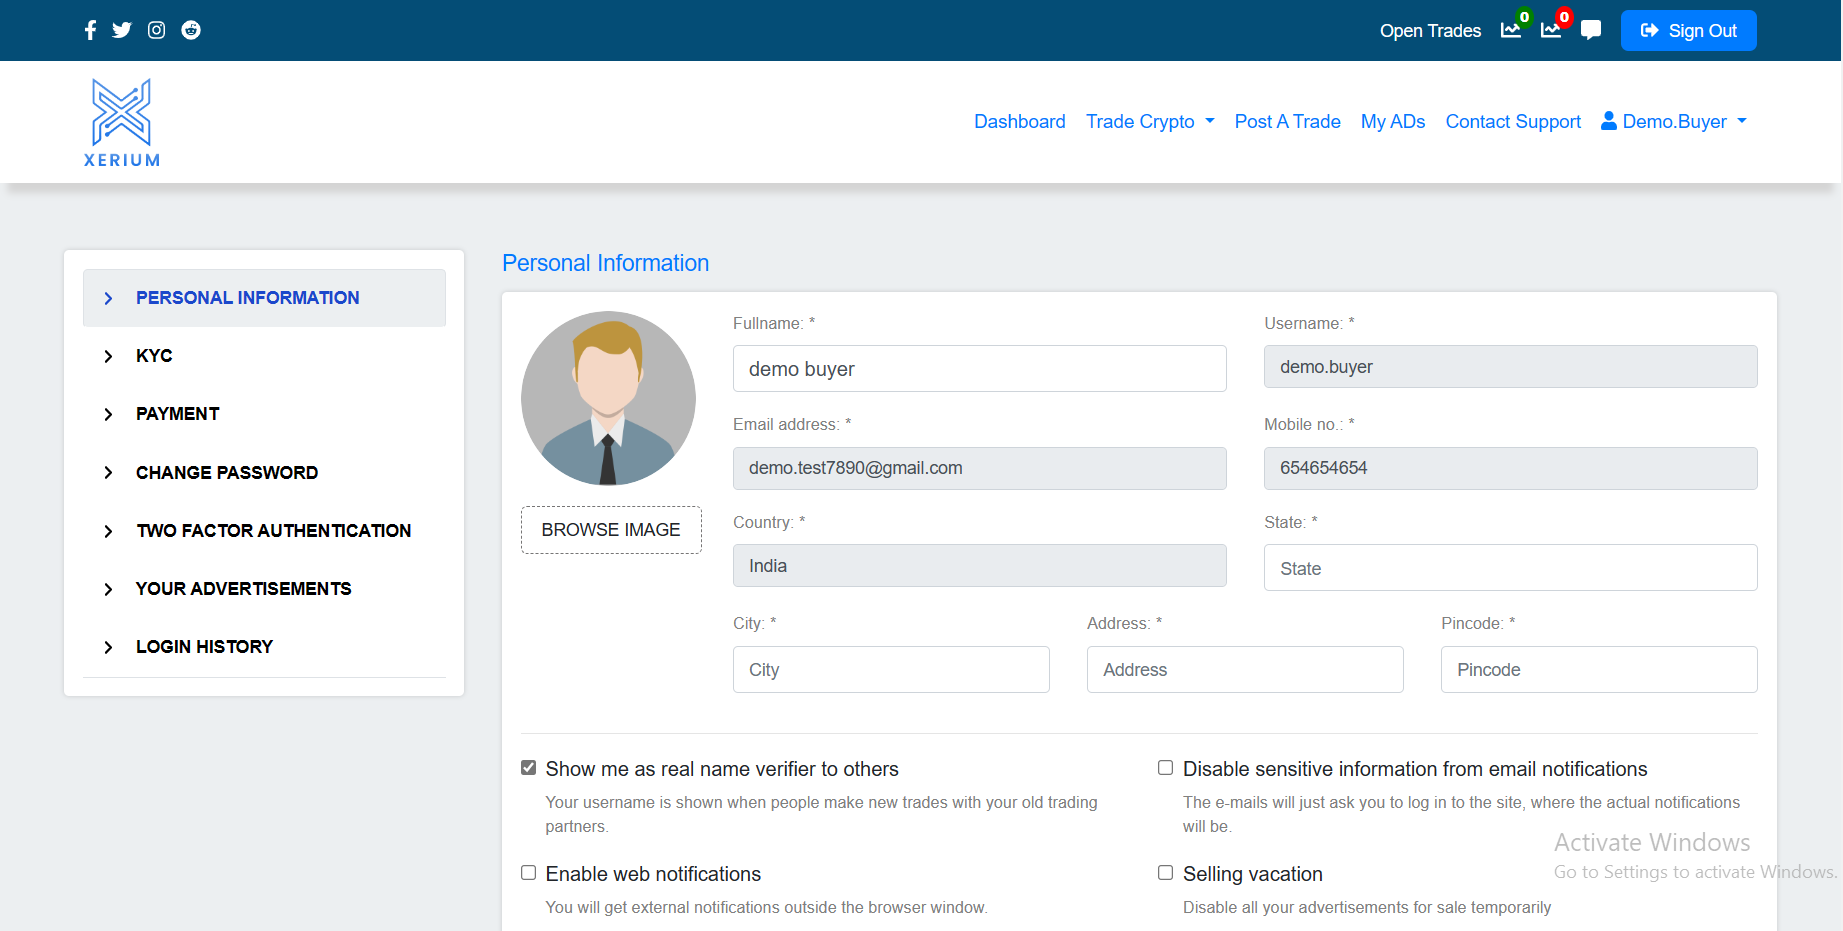 Open Trades 0 0 Sign Out
XERIUM
Dashboard Trade Crypto Post A Trade My ADs Contact Support Demo.Buyer
PERSONAL INFORMATION
KYC
PAYMENT
CHANGE PASSWORD
TWO FACTOR AUTHENTICATION
YOUR ADVERTISEMENTS
LOGIN HISTORY
Personal Information
BROWSE IMAGE
Fullname: * Username: *
demo buyer demo.buyer
Email address: * Mobile no.: *
demo.test7890@gmail.com 654654654
Country: * State: *
India State
City: * Address: * Pincode: *
City Address Pincode
Show me as real name verifier to others
Your username is shown when people make new trades with your old trading
partners.
Disable sensitive information from email notifications
The e-mails will just ask you to log in to the site, where the actual notifications
will be.
Enable web notifications
You will get external notifications outside the browser window.
Selling vacation
Disable all your advertisements for sale temporarily
Activate Windows
Go to Settings to activate Windows.